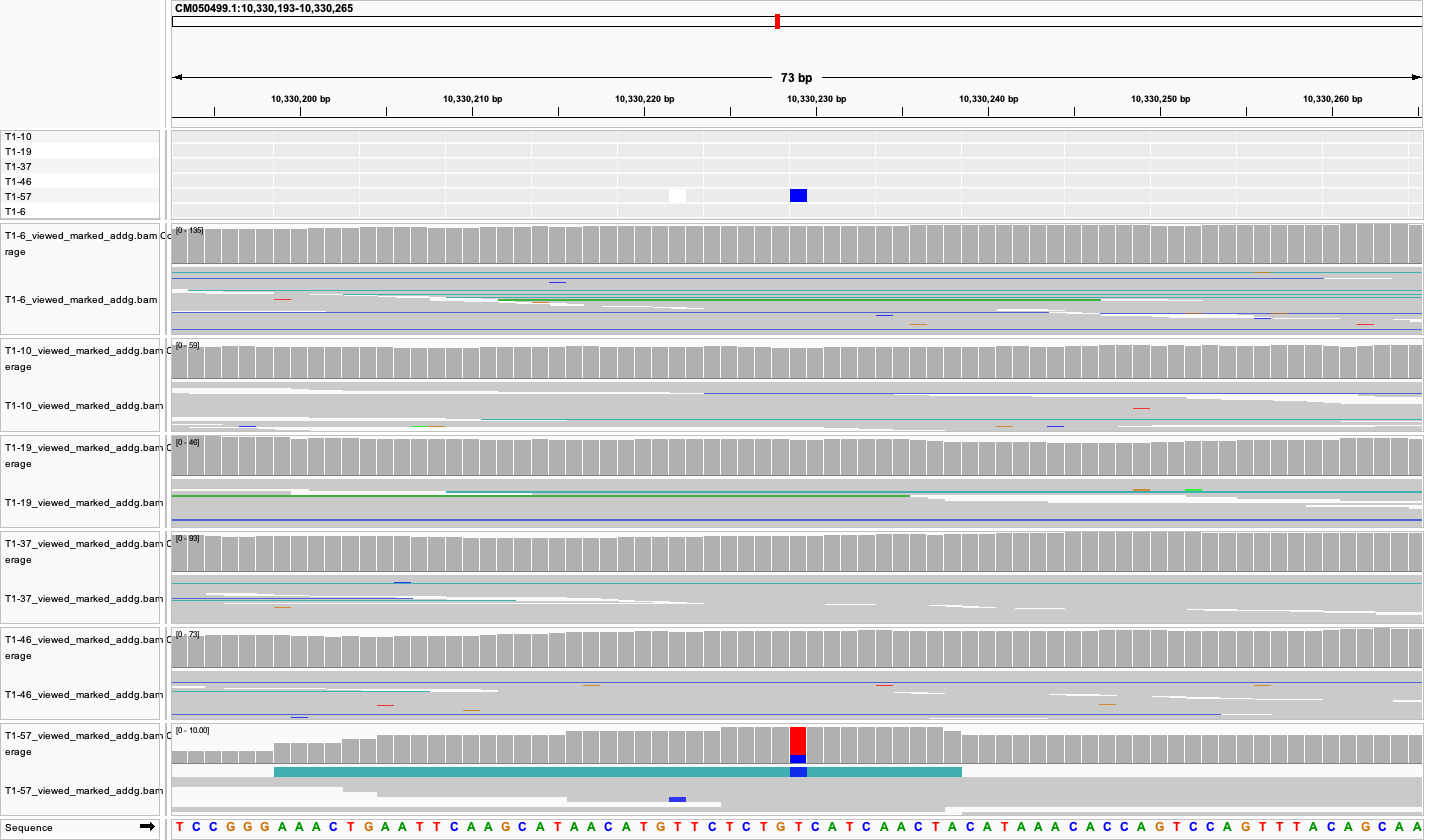 CM050499.1:10,330,193-10,330,265
73 bp
10,330,200 bp 10,330,210 bp 10,330,220 bp 10,330,230 bp 10,330,240 bp 10,330,250 bp 10,330,260 bp
T1-10
T1-19
T1-37
T1-46
T1-57
T1-6
T1-6_viewed_marked_addg.bam Co
[0 - 135]
rage
T1-6_viewed_marked_addg.bam
T1-10_viewed_marked_addg.bam C
[0 - 59]
erage
T1-10_viewed_marked_addg.bam
T1-19_viewed_marked_addg.bam C
[0 - 46]
erage
T1-19_viewed_marked_addg.bam
T1-37_viewed_marked_addg.bam C
[0 - 93]
erage
T1-37_viewed_marked_addg.bam
T1-46_viewed_marked_addg.bam C
[0 - 73]
erage
T1-46_viewed_marked_addg.bam
T1-57_viewed_marked_addg.bam C
[0 - 10.00]
erage
T1-57_viewed_marked_addg.bam
Sequence T C C G G G A A A C T G A A T T C A A G C A T A A C A T G T T C T C T G T C A T C A A C T A C A T A A A C A C C A G T C C A G T T T A C A G C A A